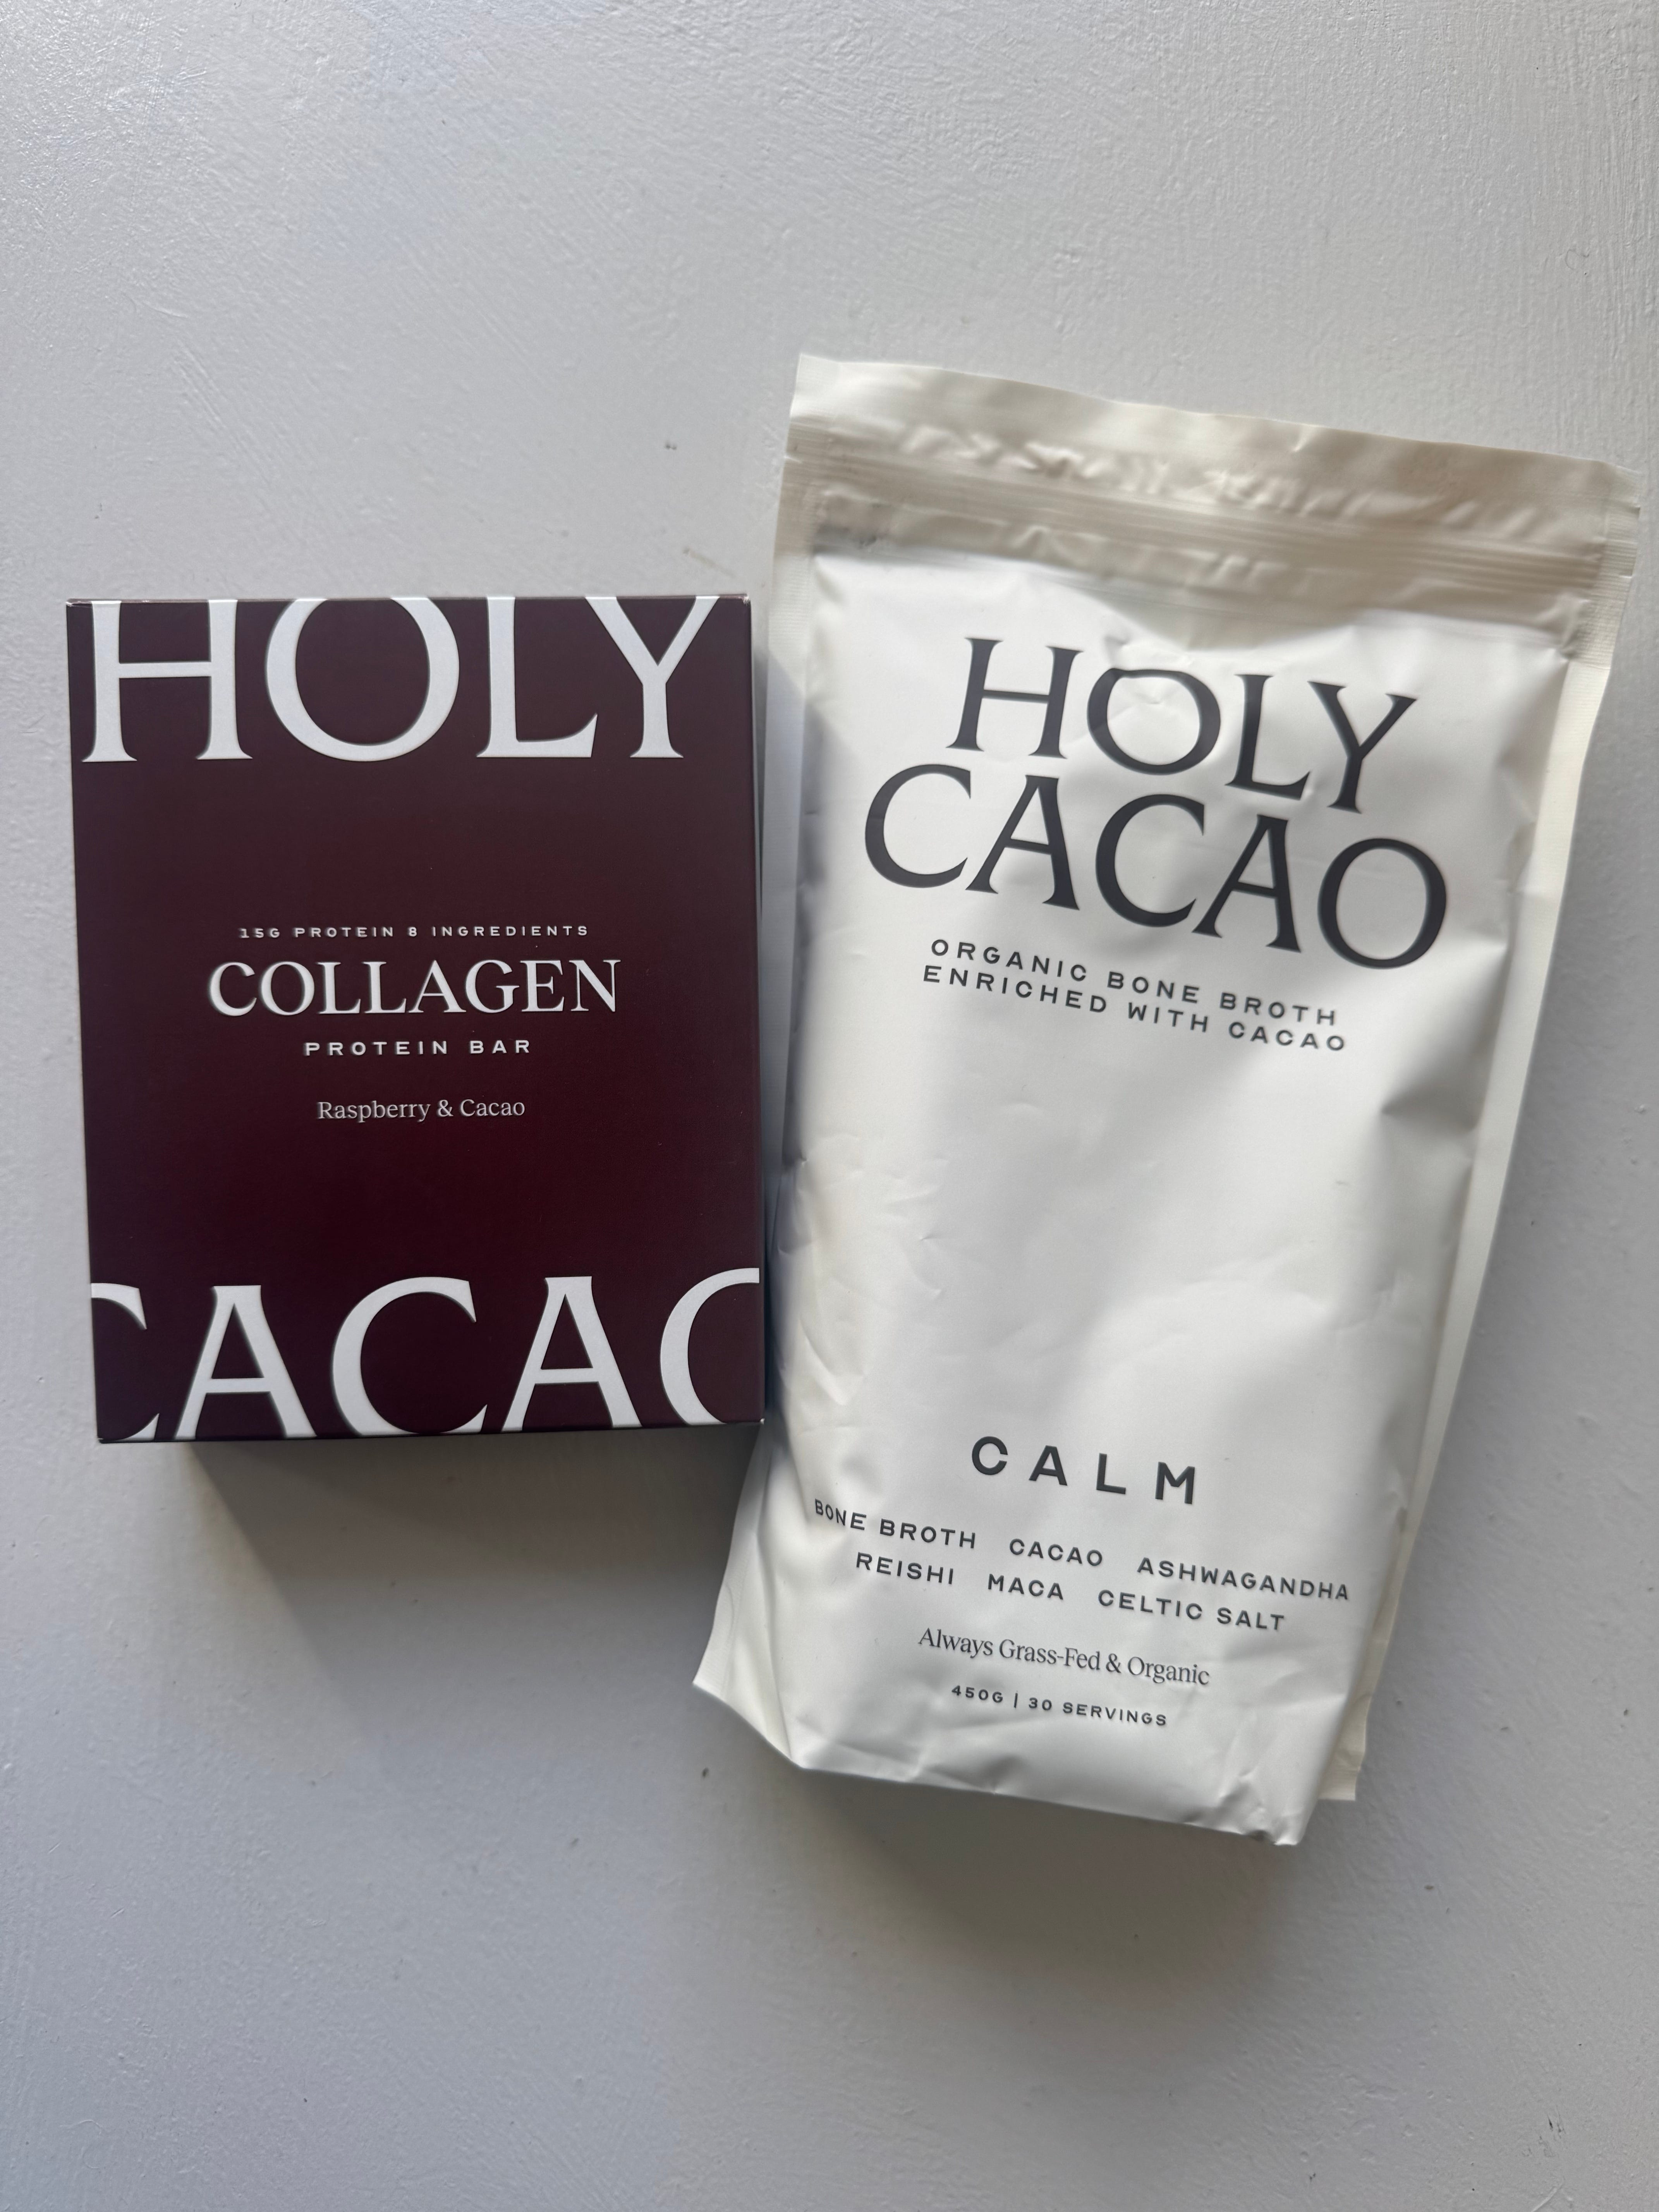 HOLY
15G PROTEIN 8 INGREDIENTS
COLLAGEN
PROTEIN BAR
Raspberry & Cacao
CACAO
HOLY
CACAO
ORGANIC BONE BROTH
ENRICHED WITH CACAO
CALM
BONE BROTH CACAO ASHWAGANDHA
REISHI MACA CELTIC SALT
Always Grass-Fed & Organic
450G | 30 SERVINGS